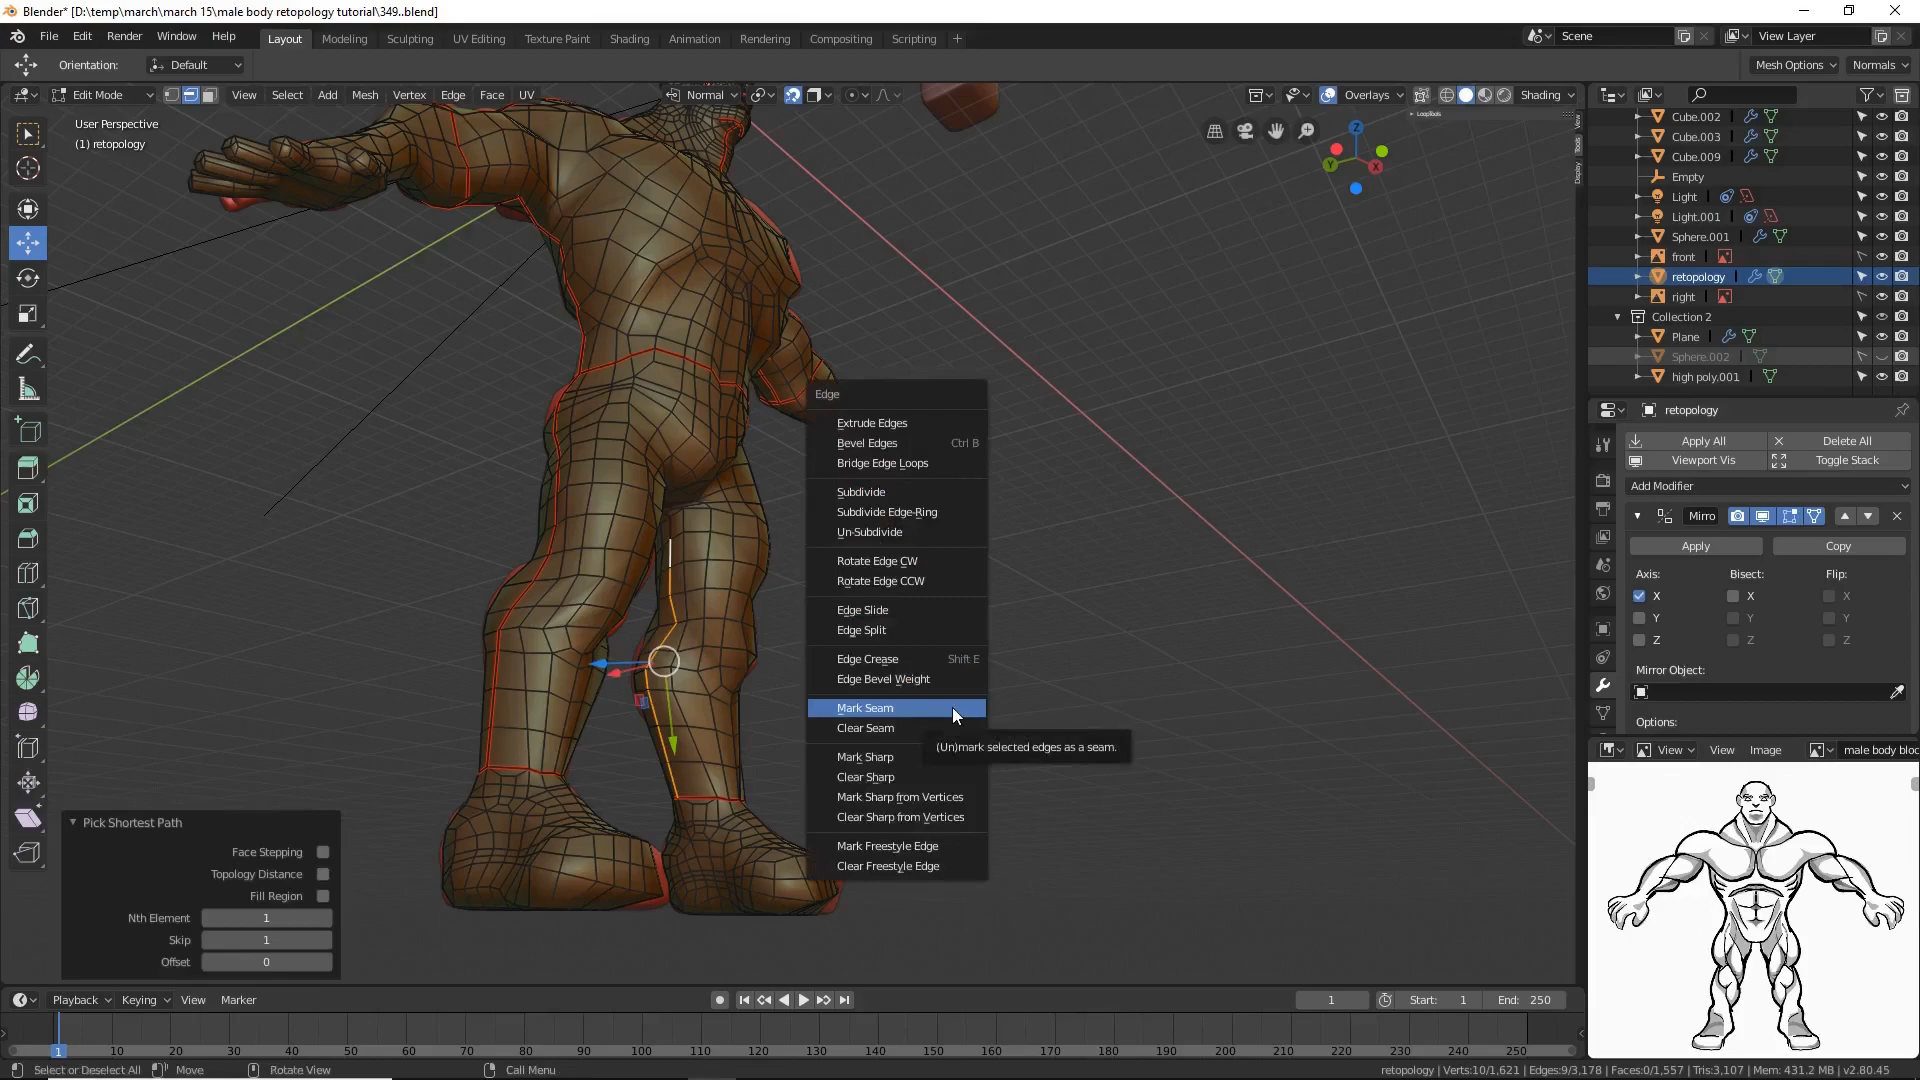 Blender* [D:\temp\march\march 15\male body retopology tutorial\349..blend]
File Edit Render Window Help Layout Modeling Sculpting UV Editing Texture Paint Shading Animation Rendering Compositing Scripting + Scene View Layer
Orientation: Default Mesh Options Normals
Edit Mode View Select Add Mesh Vertex Edge Face UV Normal Overlays Shading
User Perspective
(1) retopology
LoopTools
View
Tools
Display
Z
Y
X
Cube.002
Cube.003
Cube.009
Empty
Light
Light.001
Sphere.001
front
retopology
right
Collection 2
Plane
Sphere.002
high poly.001
Edge
Extrude Edges
Bevel Edges Ctrl B
Bridge Edge Loops
Subdivide
Subdivide Edge-Ring
Un-Subdivide
Rotate Edge CW
Rotate Edge CCW
Edge Slide
Edge Split
Edge Crease Shift E
Edge Bevel Weight
Mark Seam
Clear Seam
(Un)mark selected edges as a seam.
Mark Sharp
Clear Sharp
Mark Sharp from Vertices
Clear Sharp from Vertices
Mark Freestyle Edge
Clear Freestyle Edge
retopology
Apply All Delete All
Viewport Vis Toggle Stack
Add Modifier
Mirro
Apply Copy
Axis: Bisect: Flip:
X X X
Y Y Y
Z Z Z
Mirror Object:
Options:
View View Image male body bloc
Pick Shortest Path
Face Stepping
Topology Distance
Fill Region
Nth Element 1
Skip 1
Offset 0
Playback Keying View Marker 1 Start: 1 End: 250
1 10 20 30 40 50 60 70 80 90 100 110 120 130 140 150 160 170 180 190 200 210 220 230 240 250
Select or Deselect All Move Rotate View Call Menu retopology | Verts:10/1,621 | Edges:9/3,178 | Faces:0/1,557 | Tris:3,107 | Mem: 431.2 MB | v2.80.45